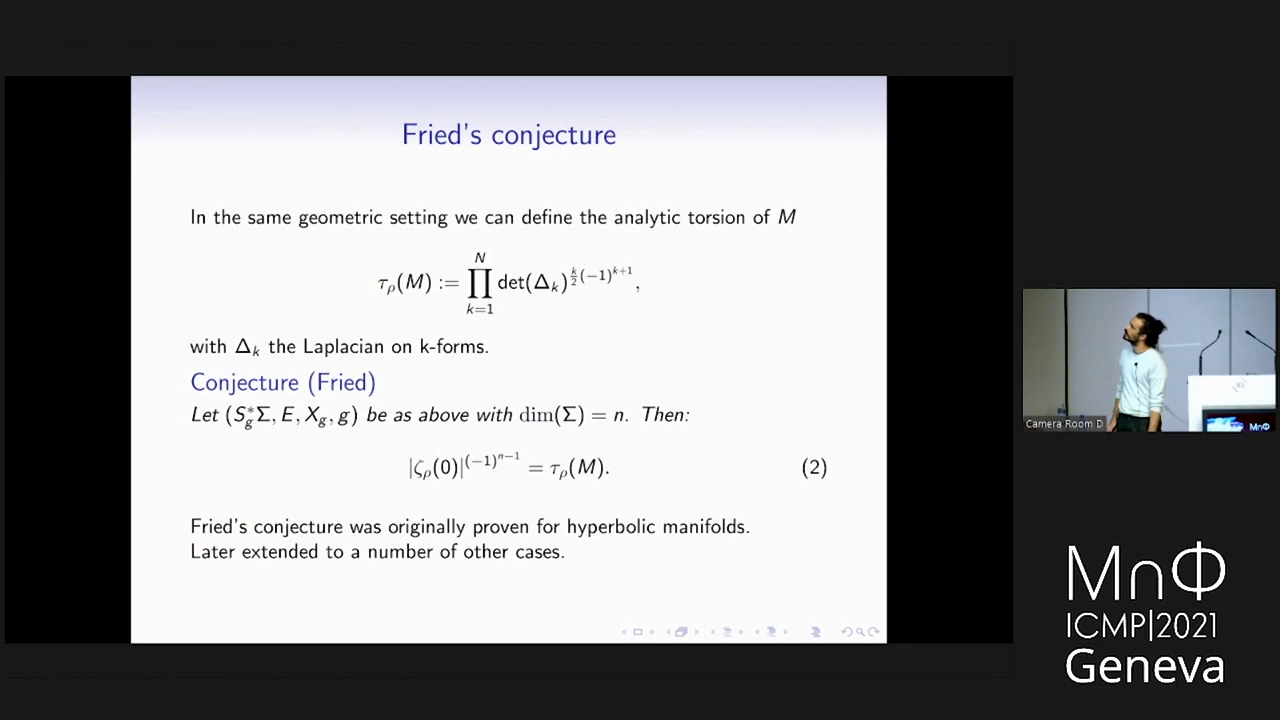 Fried's conjecture
In the same geometric setting we can define the analytic torsion of M
τ_ρ(M) := ∏_{k=1}^{N} det(Δ_k)^{\frac{k}{2}(-1)^{k+1}},
with Δ_k the Laplacian on k-forms.
Conjecture (Fried)
Let (S*_gΣ, E, X_g, g) be as above with dim(Σ) = n. Then:
|ζ_ρ(0)|^{(-1)^{n-1}} = τ_ρ(M). (2)
Fried's conjecture was originally proven for hyperbolic manifolds.
Later extended to a number of other cases.
Camera Room D
M∩Φ
M∩Φ
ICMP|2021
Geneva